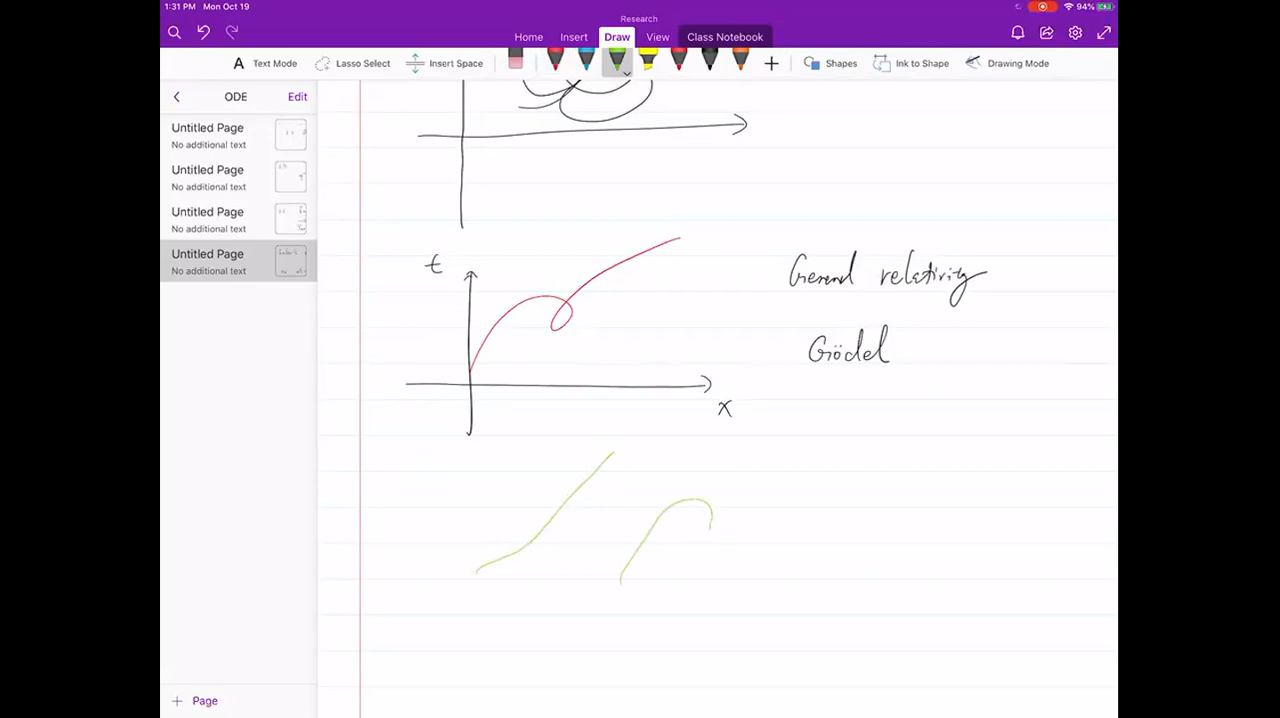 1:31 PM Mon Oct 19
94%
Research
Home Insert Draw View Class Notebook
Text Mode Lasso Select Insert Space Shapes Ink to Shape Drawing Mode
ODE Edit
Untitled Page
No additional text
Untitled Page
No additional text
Untitled Page
No additional text
Untitled Page
No additional text
t
General relativity
Gödel
x
+ Page